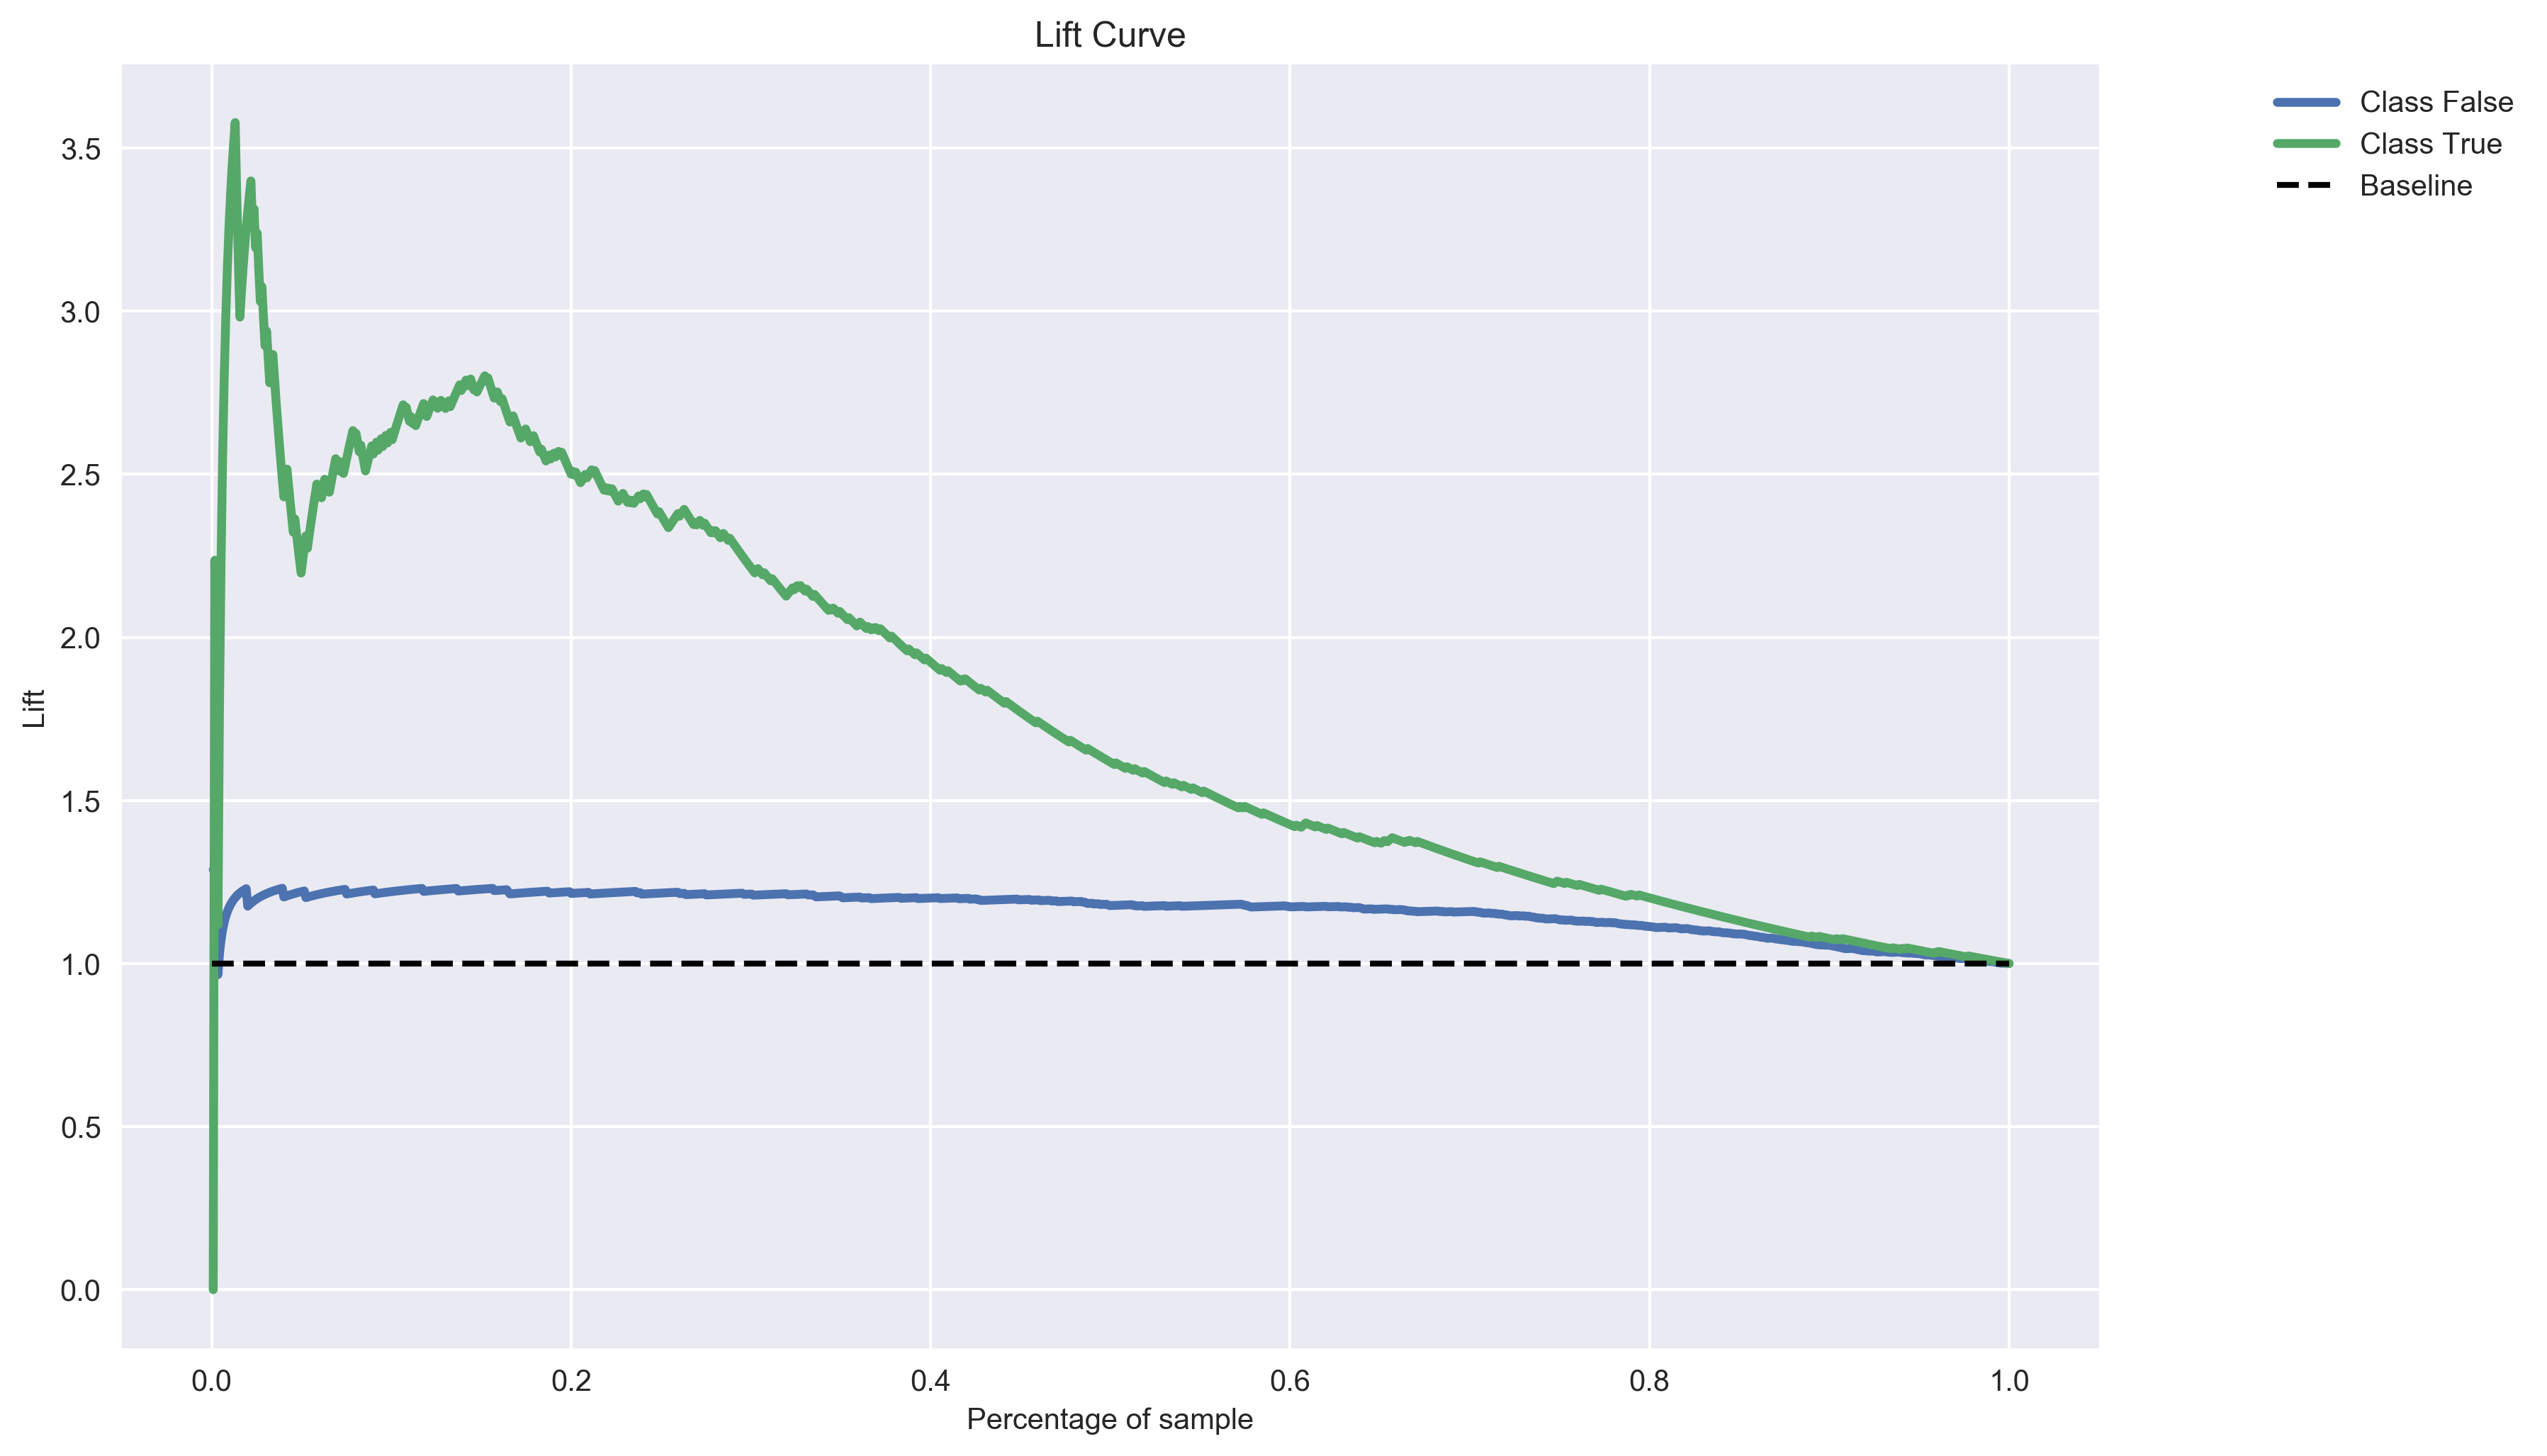 Lift Curve
Class False
Class True
Baseline
3.5
3.0
2.5
2.0
1.5
1.0
0.5
0.0
Lift
0.0 0.2 0.4 0.6 0.8 1.0
Percentage of sample